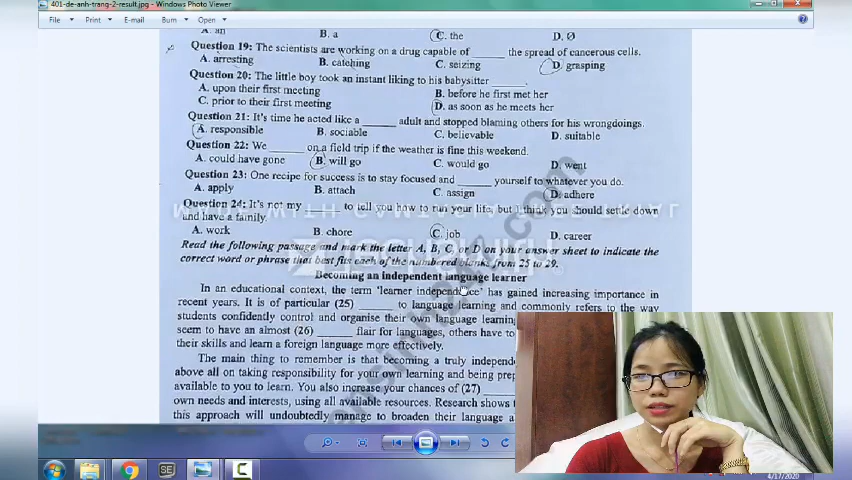 401-de-anh-trang-2-result.jpg - Windows Photo Viewer
File Print E-mail Burn Open
A. an B. a C. the D. Ø
Question 19: The scientists are working on a drug capable of ______ the spread of cancerous cells.
A. arresting B. catching C. seizing D. grasping
Question 20: The little boy took an instant liking to his babysitter ______.
A. upon their first meeting B. before he first met her
C. prior to their first meeting D. as soon as he meets her
Question 21: It's time he acted like a ______ adult and stopped blaming others for his wrongdoings.
A. responsible B. sociable C. believable D. suitable
Question 22: We ______ on a field trip if the weather is fine this weekend.
A. could have gone B. will go C. would go D. went
Question 23: One recipe for success is to stay focused and ______ yourself to whatever you do.
A. apply B. attach C. assign D. adhere
Question 24: It's not my ______ to tell you how to run your life, but I think you should settle down
and have a family.
A. work B. chore C. job D. career
Read the following passage and mark the letter A, B, C, or D on your answer sheet to indicate the
correct word or phrase that best fits each of the numbered blanks from 25 to 29.
Becoming an independent language learner
In an educational context, the term 'learner independence' has gained increasing importance in
recent years. It is of particular (25) ______ to language learning and commonly refers to the way
students confidently control and organise their own language learning
seem to have an almost (26) ______ flair for languages, others have to
their skills and learn a foreign language more effectively.
The main thing to remember is that becoming a truly
above all on taking responsibility for your own learning and being
available to you to learn. You also increase your chances of (27) ______
own needs and interests, using all available resources. Research shows
this approach will undoubtedly manage to broaden their language
SE
4/17/2020